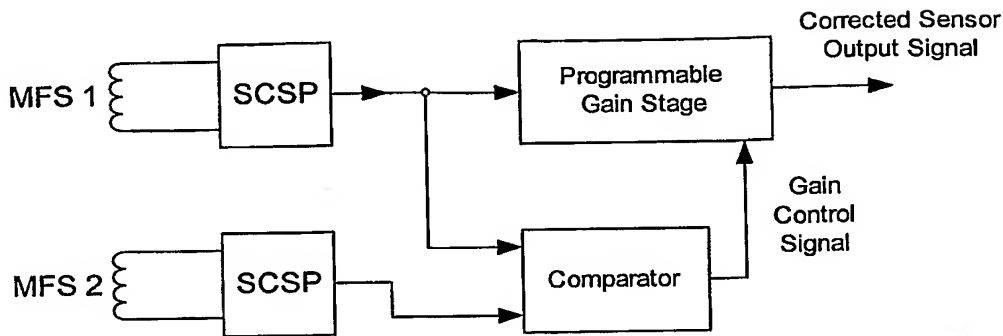 Corrected Sensor
Output Signal
MFS 1
SCSP
Programmable
Gain Stage
Gain
Control
Signal
MFS 2
SCSP
Comparator